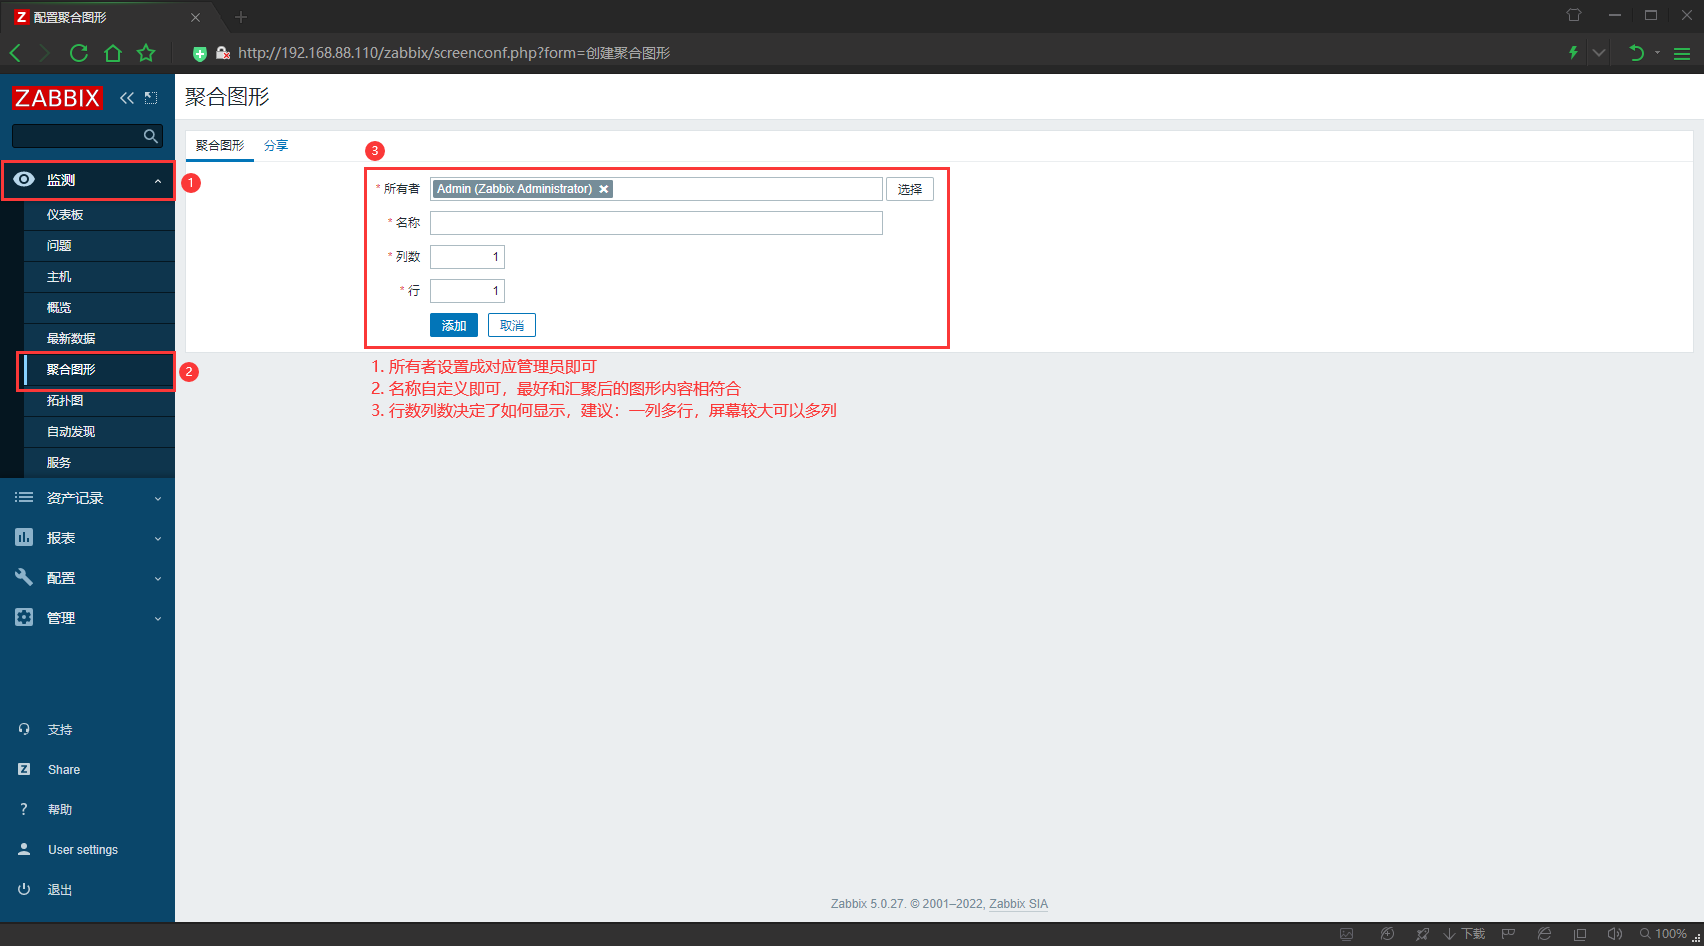 配置聚合图形
http://192.168.88.110/zabbix/screenconf.php?form=创建聚合图形
ZABBIX
聚合图形
聚合图形 分享
3
监测
1
* 所有者 Admin (Zabbix Administrator) 选择
* 名称
* 列数 1
* 行 1
添加 取消
仪表板
问题
主机
概览
最新数据
聚合图形
2
拓扑图
自动发现
服务
1. 所有者设置成对应管理员即可
2. 名称自定义即可，最好和汇聚后的图形内容相符合
3. 行数列数决定了如何显示，建议：一列多行，屏幕较大可以多列
资产记录
报表
配置
管理
支持
Z Share
? 帮助
User settings
退出
Zabbix 5.0.27. © 2001–2022, Zabbix SIA
下载
100%